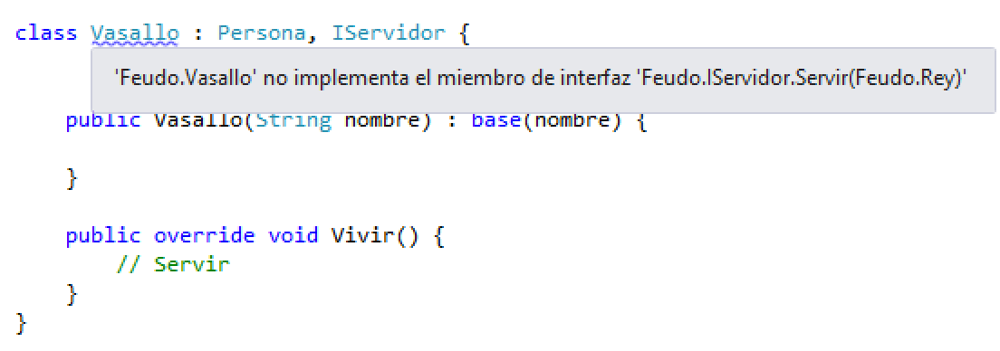 class Vasallo : Persona, IServidor {
'Feudo.Vasallo' no implementa el miembro de interfaz 'Feudo.IServidor.Servir(Feudo.Rey)'
public Vasallo(String nombre) : base(nombre) {
}
public override void Vivir() {
// Servir
}
}